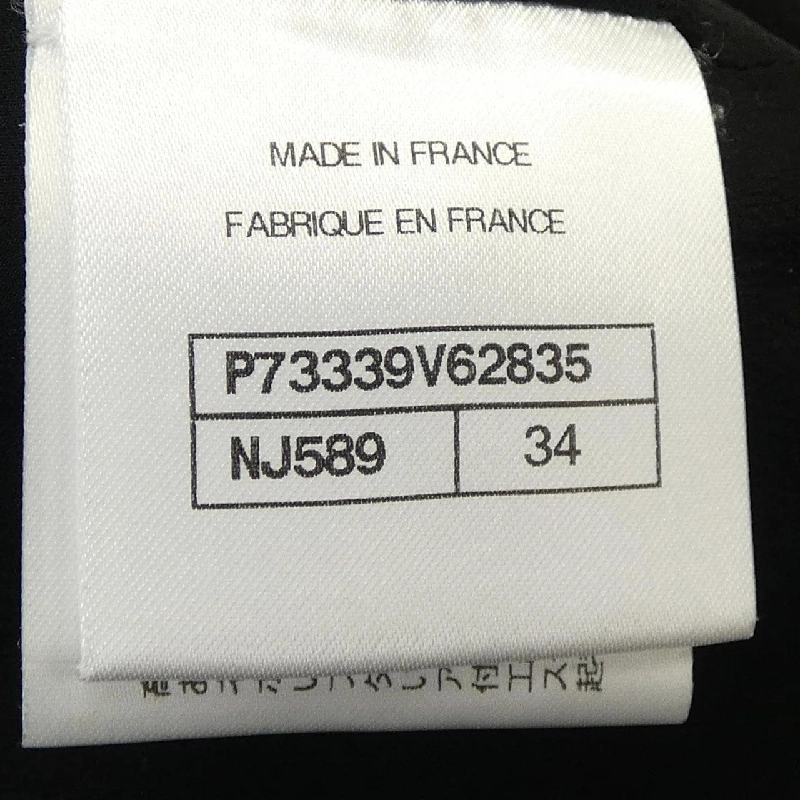 MADE IN FRANCE
FABRIQUE EN FRANCE
P73339V62835
NJ589 34